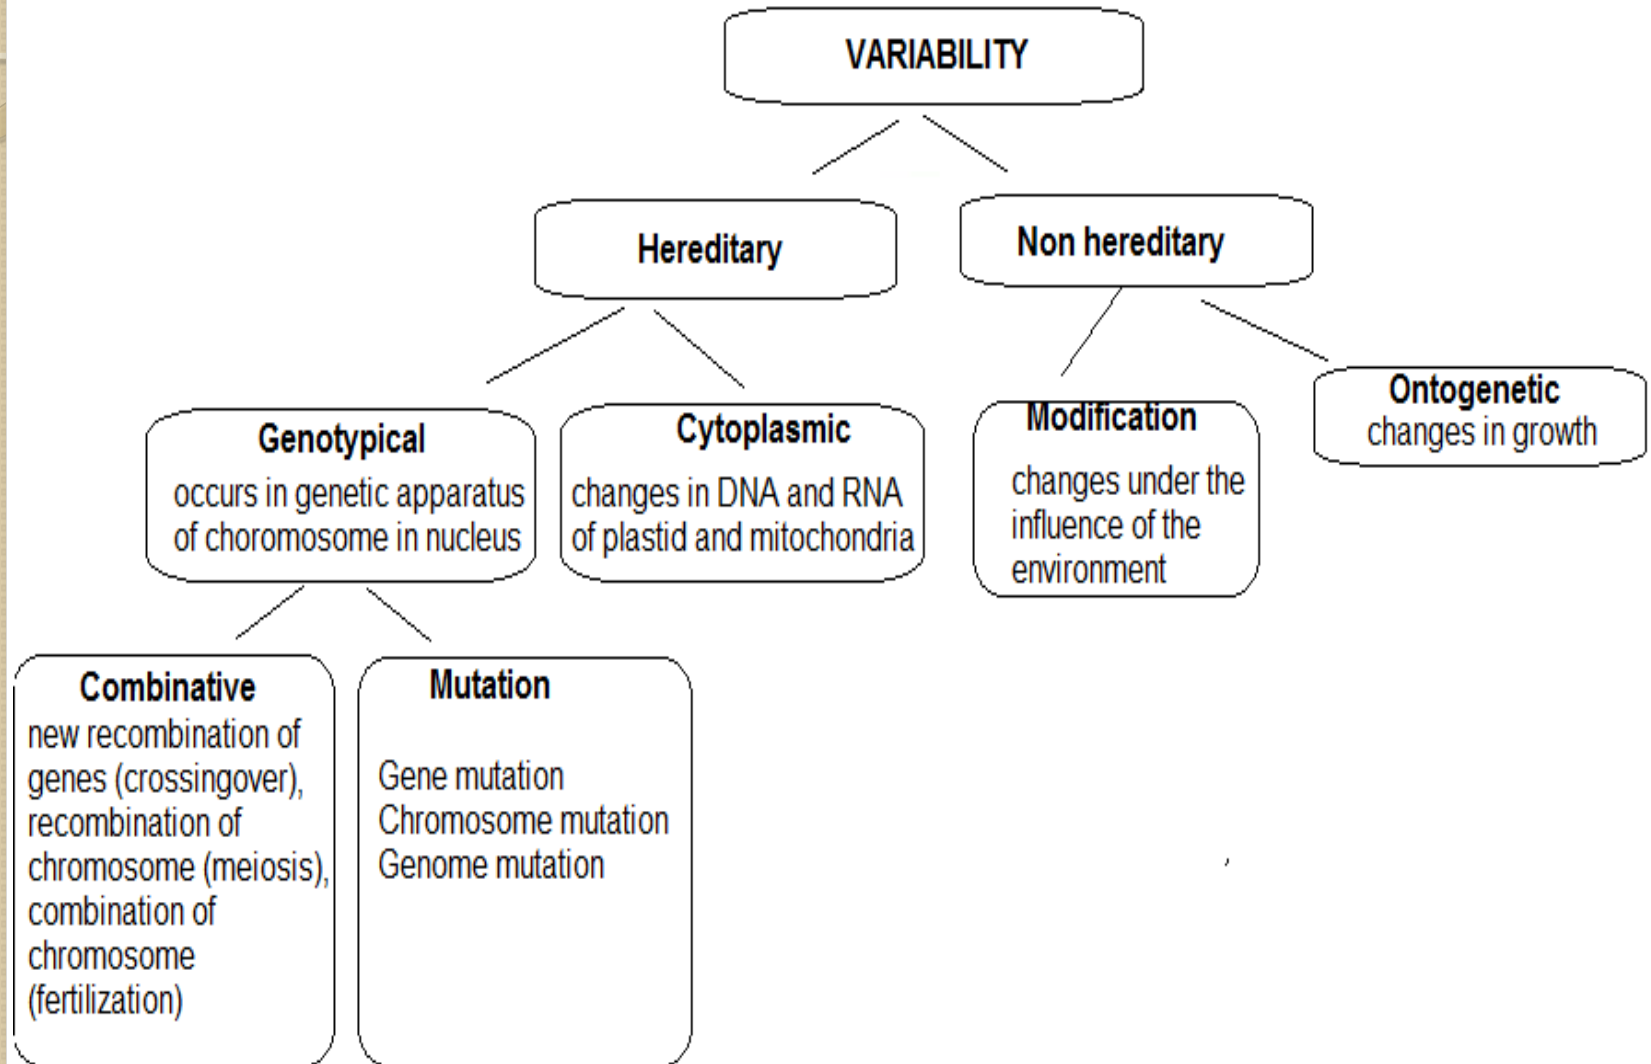 VARIABILITY
Hereditary
Non hereditary
Genotypical
occurs in genetic apparatus
of choromosome in nucleus
Cytoplasmic
changes in DNA and RNA
of plastid and mitochondria
Modification
changes under the
influence of the
environment
Ontogenetic
changes in growth
Combinative
new recombination of
genes (crossingover),
recombination of
chromosome (meiosis),
combination of
chromosome
(fertilization)
Mutation
Gene mutation
Chromosome mutation
Genome mutation
,